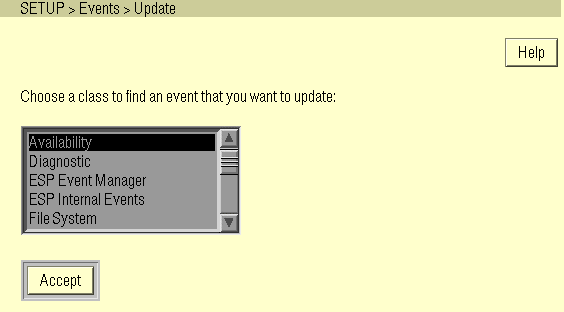 SETUP > Events > Update
Help
Choose a class to find an event that you want to update:
Availability
Diagnostic
ESP Event Manager
ESP Internal Events
File System
Accept